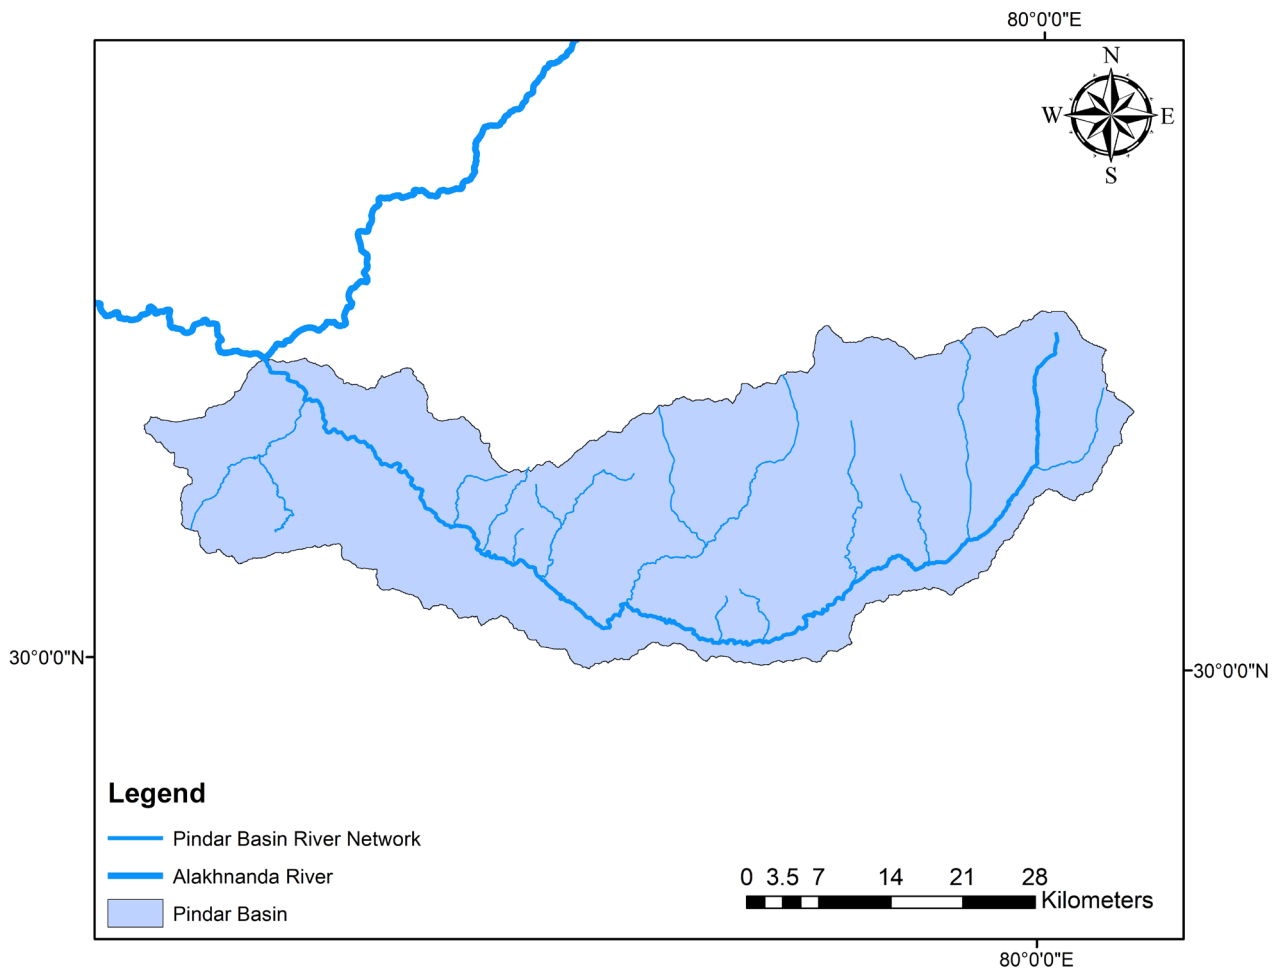 80°0'0"E
N
W E
S
30°0'0"N
30°0'0"N
Legend
Pindar Basin River Network
Alakhnanda River
Pindar Basin
0 3.5 7 14 21 28
Kilometers
80°0'0"E